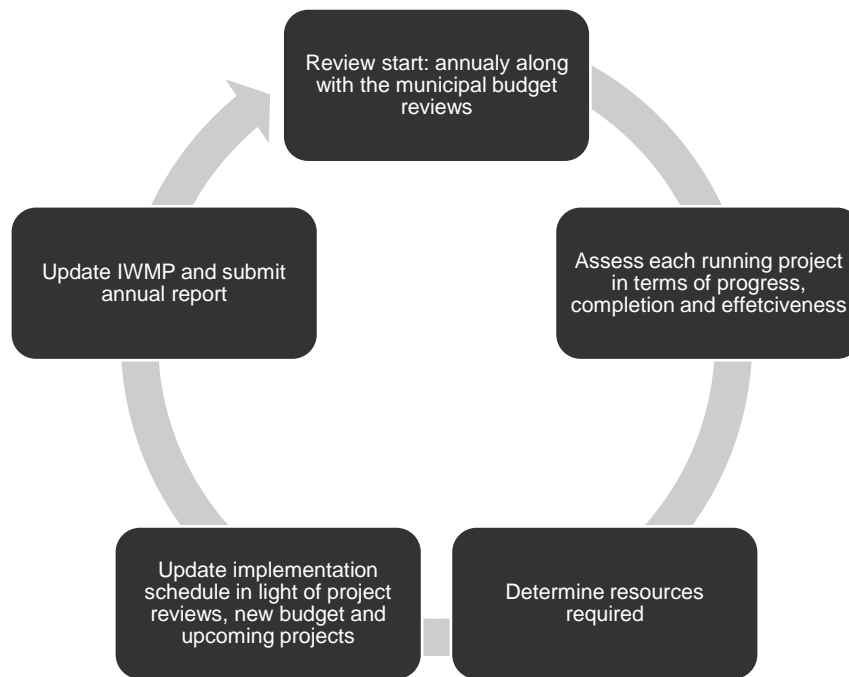 Review start: annualy along
with the municipal budget
reviews
Assess each running project
in terms of progress,
completion and effetciveness
Determine resources
required
Update implementation
schedule in light of project
reviews, new budget and
upcoming projects
Update IWMP and submit
annual report